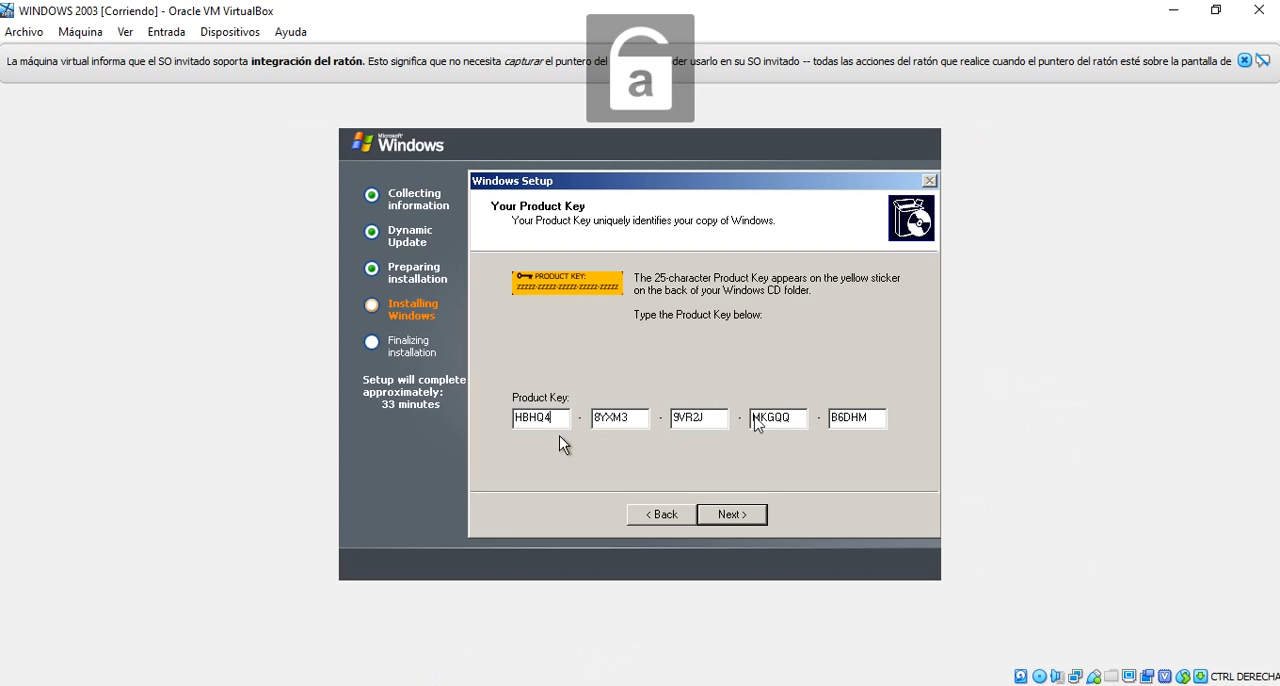 WINDOWS 2003 [Corriendo] - Oracle VM VirtualBox
Archivo Máquina Ver Entrada Dispositivos Ayuda
La máquina virtual informa que el SO invitado soporta integración del ratón. Esto significa que no necesita capturar el puntero del der usarlo en su SO invitado -- todas las acciones del ratón que realice cuando el puntero del ratón esté sobre la pantalla de
a
Microsoft
Windows
Collecting
information
Dynamic
Update
Preparing
installation
Installing
Windows
Finalizing
installation
Setup will complete
approximately:
33 minutes
Windows Setup
Your Product Key
Your Product Key uniquely identifies your copy of Windows.
PRODUCT KEY:
zzzzz-zzzzz-zzzzz-zzzzz-zzzzz
The 25-character Product Key appears on the yellow sticker
on the back of your Windows CD folder.
Type the Product Key below:
Product Key:
HBHQ4 - 8YXM3 - 9VR2J - KGQQ - B6DHM
< Back Next >
CTRL DERECHA